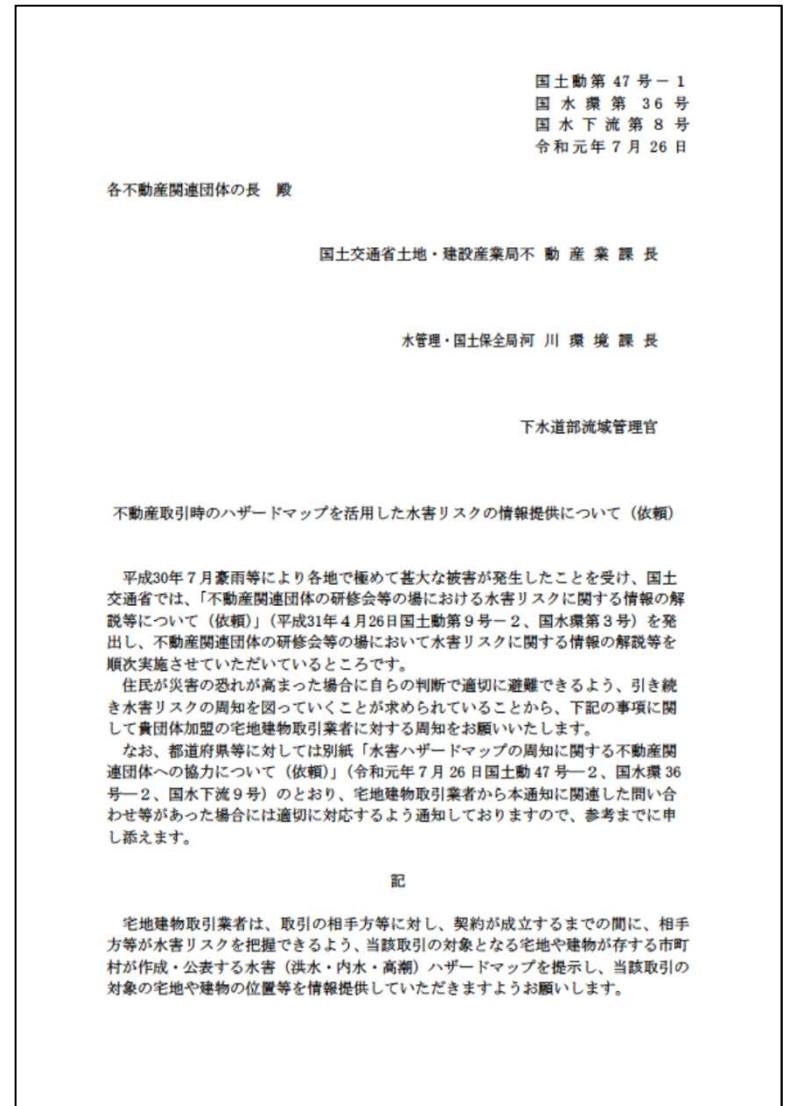 国土動第 47 号－1
国水環第 36 号
国水下流第 8 号
令和元年7月 26 日
各不動産関連団体の長　殿
国土交通省土地・建設産業局不動産業課長
水管理・国土保全局河川環境課長
下水道部流域管理官
不動産取引時のハザードマップを活用した水害リスクの情報提供について（依頼）
平成30年７月豪雨等により各地で極めて甚大な被害が発生したことを受け、国土
交通省では、「不動産関連団体の研修会等の場における水害リスクに関する情報の解
説等について（依頼）」（平成31年４月26日国土動第９号－２、国水環第３号）を発
出し、不動産関連団体の研修会等の場において水害リスクに関する情報の解説等を
順次実施させていただいているところです。
住民が災害の恐れが高まった場合に自らの判断で適切に避難できるよう、引き続
き水害リスクの周知を図っていくことが求められていることから、下記の事項に関
して貴団体加盟の宅地建物取引業者に対する周知をお願いいたします。
なお、都道府県等に対しては別紙「水害ハザードマップの周知に関する不動産関
連団体への協力について（依頼）」（令和元年７月 26 日国土動 47 号―２、国水環 36
号―２、国水下流９号）のとおり、宅地建物取引業者から本通知に関連した問い合
わせ等があった場合には適切に対応するよう通知しておりますので、参考までに申
し添えます。
記
宅地建物取引業者は、取引の相手方等に対し、契約が成立するまでの間に、相手
方等が水害リスクを把握できるよう、当該取引の対象となる宅地や建物が存する市町
村が作成・公表する水害（洪水・内水・高潮）ハザードマップを提示し、当該取引の
対象の宅地や建物の位置等を情報提供していただきますようお願いします。